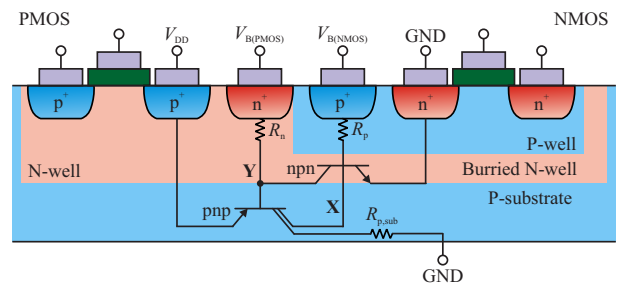 PMOS
NMOS
V_DD
V_B(PMOS)
V_B(NMOS)
GND
p⁺
p⁺
n⁺
p⁺
n⁺
n⁺
R_n
R_p
P-well
N-well
Y
npn
Burried N-well
X
P-substrate
pnp
R_p,sub
GND